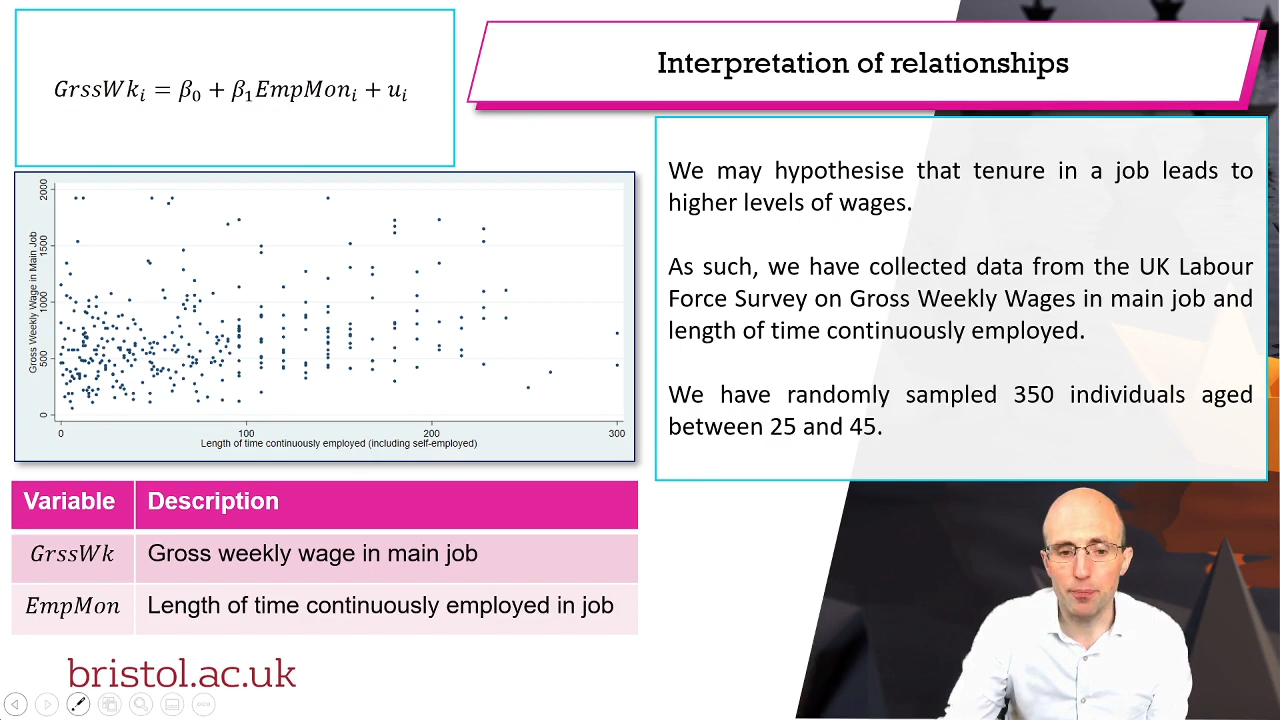 Interpretation of relationships
GrssWkᵢ = β₀ + β₁EmpMonᵢ + uᵢ
Gross Weekly Wage in Main Job
2000
1500
1000
500
0
0 100 200 300
Length of time continuously employed (including self-employed)
Variable Description
GrssWk Gross weekly wage in main job
EmpMon Length of time continuously employed in job
We may hypothesise that tenure in a job leads to
higher levels of wages.
As such, we have collected data from the UK Labour
Force Survey on Gross Weekly Wages in main job and
length of time continuously employed.
We have randomly sampled 350 individuals aged
between 25 and 45.
bristol.ac.uk